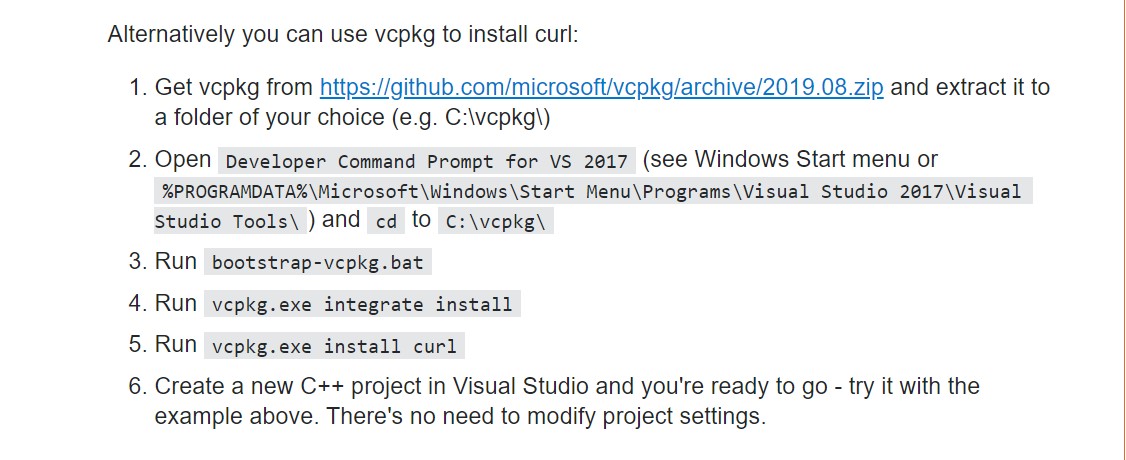 Alternatively you can use vcpkg to install curl:
1. Get vcpkg from https://github.com/microsoft/vcpkg/archive/2019.08.zip and extract it to
a folder of your choice (e.g. C:\vcpkg\)
2. Open Developer Command Prompt for VS 2017 (see Windows Start menu or
%PROGRAMDATA%\Microsoft\Windows\Start Menu\Programs\Visual Studio 2017\Visual
Studio Tools\ ) and cd to C:\vcpkg\
3. Run bootstrap-vcpkg.bat
4. Run vcpkg.exe integrate install
5. Run vcpkg.exe install curl
6. Create a new C++ project in Visual Studio and you're ready to go - try it with the
example above. There's no need to modify project settings.